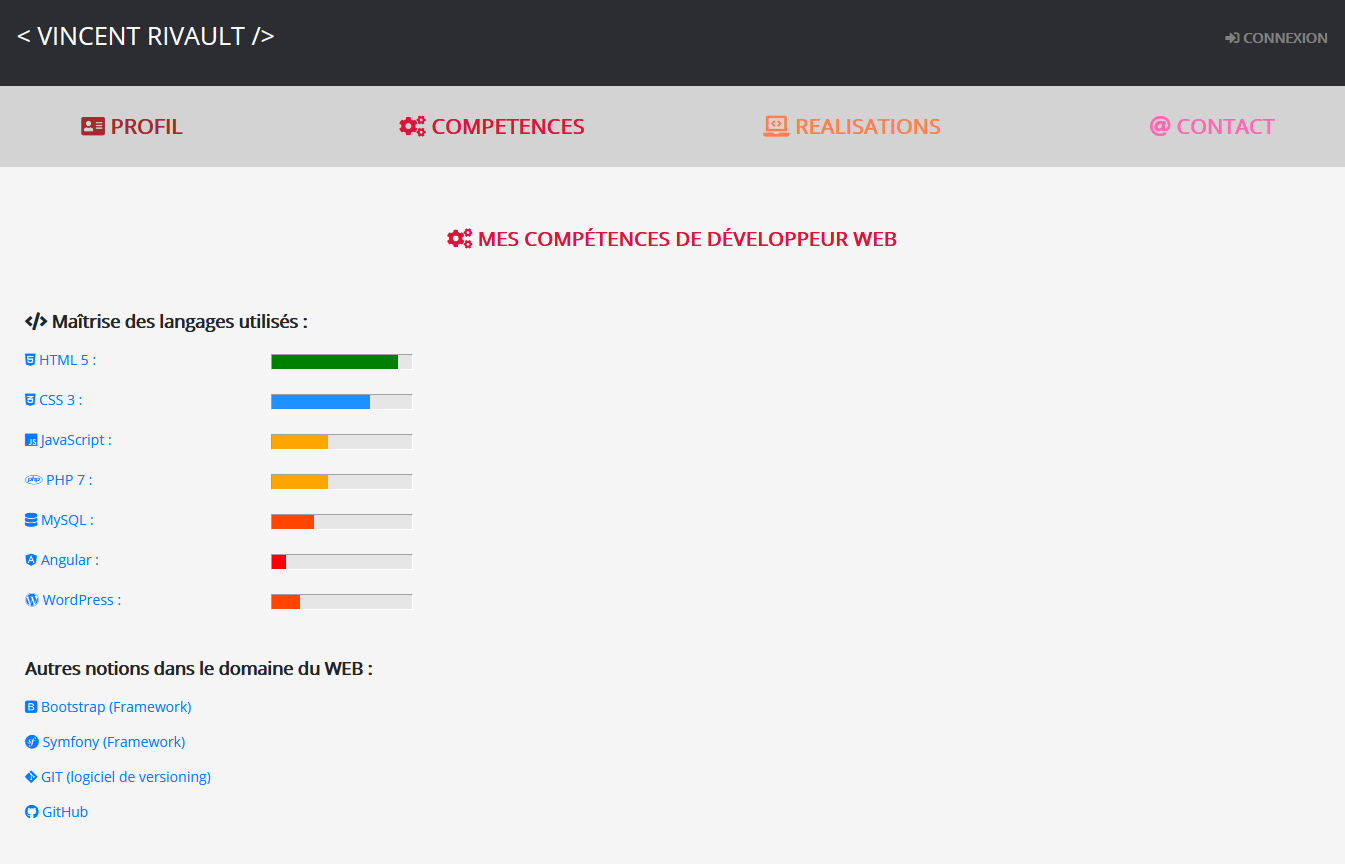 < VINCENT RIVAULT />
CONNEXION
PROFIL
COMPETENCES
REALISATIONS
@ CONTACT
MES COMPÉTENCES DE DÉVELOPPEUR WEB
</> Maîtrise des langages utilisés :
HTML 5 :
CSS 3 :
JavaScript :
PHP 7 :
MySQL :
Angular :
WordPress :
Autres notions dans le domaine du WEB :
Bootstrap (Framework)
Symfony (Framework)
GIT (logiciel de versioning)
GitHub